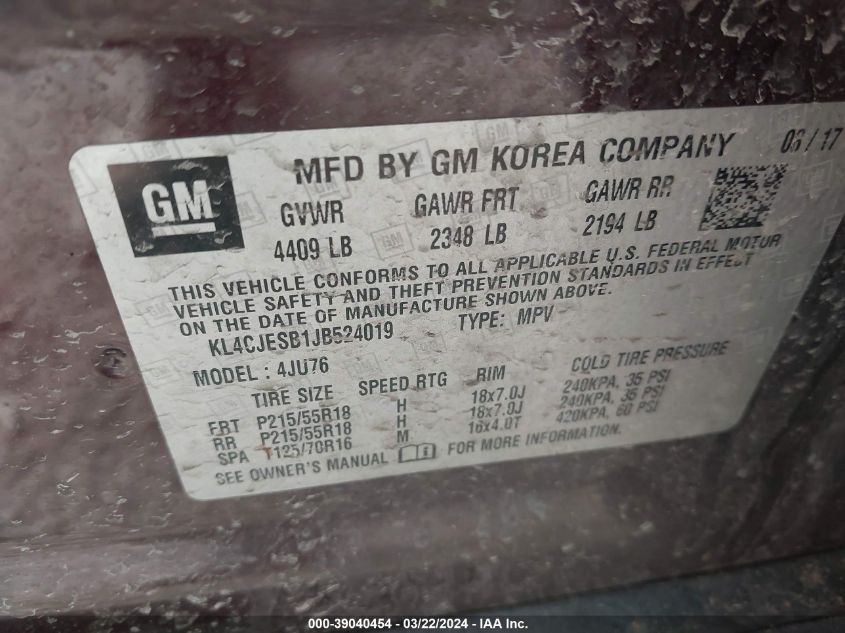 MFD BY GM KOREA COMPANY 06/17
GM
GVWR GAWR FRT GAWR RR
4409 LB 2348 LB 2194 LB
THIS VEHICLE CONFORMS TO ALL APPLICABLE U.S. FEDERAL MOTOR
VEHICLE SAFETY AND THEFT PREVENTION STANDARDS IN EFFECT
ON THE DATE OF MANUFACTURE SHOWN ABOVE.
KL4CJESB1JB524019 TYPE: MPV
MODEL: 4JU76
TIRE SIZE SPEED RTG RIM COLD TIRE PRESSURE
FRT P215/55R18 H 18x7.0J 240KPA, 35 PSI
RR P215/55R18 H 18x7.0J 240KPA, 35 PSI
SPA T125/70R16 M 16x4.0T 420KPA, 60 PSI
SEE OWNER'S MANUAL FOR MORE INFORMATION.
000-39040454 - 03/22/2024 - IAA Inc.